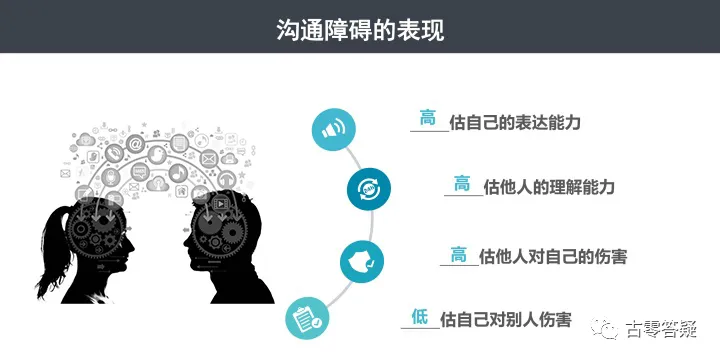 沟通障碍的表现
高估自己的表达能力
高估他人的理解能力
高估他人对自己的伤害
低估自己对别人伤害
古零答疑